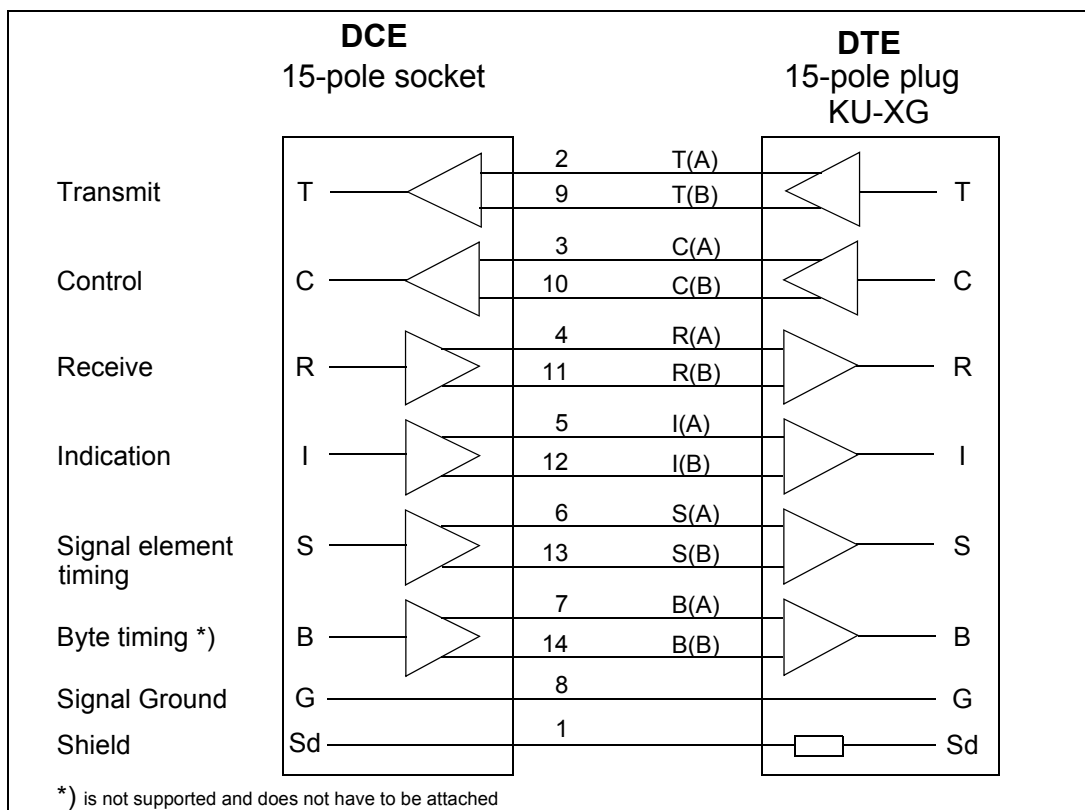 DCE
15-pole socket
DTE
15-pole plug
KU-XG
Transmit T 2 T(A) T
9 T(B)
Control C 3 C(A) C
10 C(B)
Receive R 4 R(A) R
11 R(B)
Indication I 5 I(A) I
12 I(B)
Signal element timing S 6 S(A) S
13 S(B)
Byte timing *) B 7 B(A) B
14 B(B)
Signal Ground G 8 G
Shield Sd 1 Sd
*) is not supported and does not have to be attached